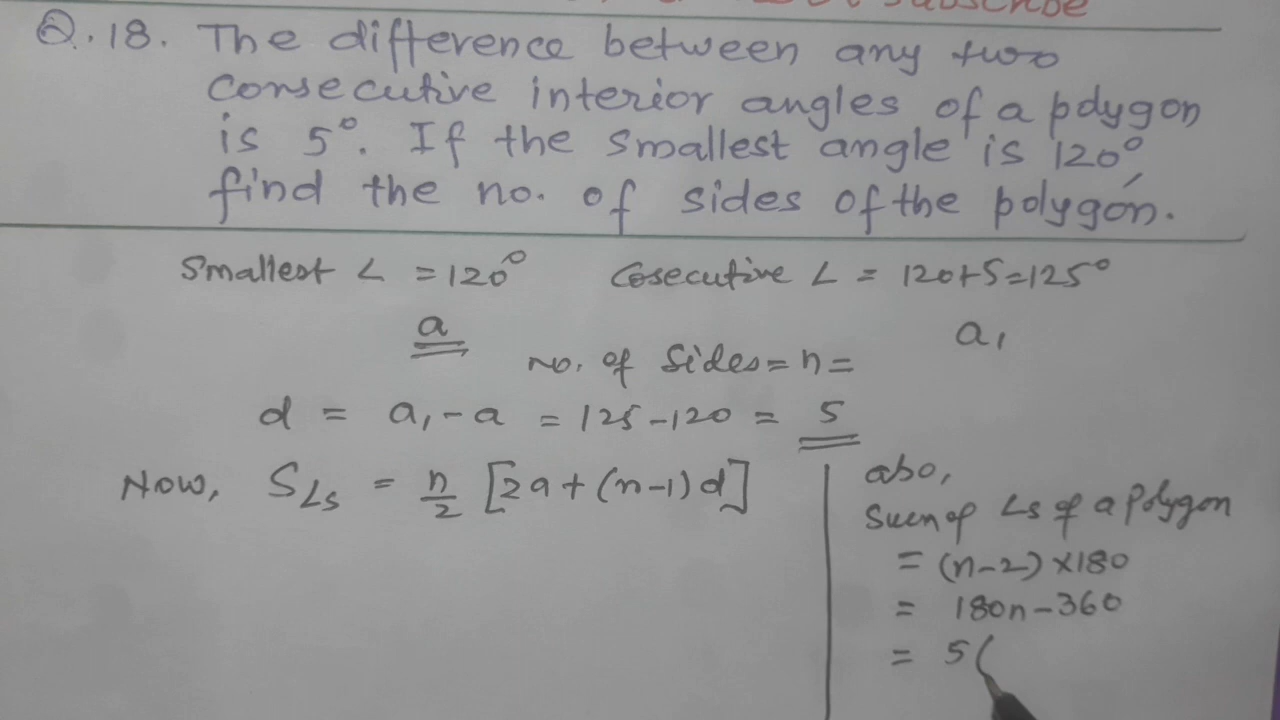 Subscribe
Q.18. The difference between any two
consecutive interior angles of a polygon
is 5°. If the smallest angle is 120°,
find the no. of sides of the polygon.
Smallest ∠ = 120° Cosecutive ∠ = 120+5=125°
a a₁
no. of sides = n =
d = a₁-a = 125-120 = 5
Now, S∠s = n/2 [2a+(n-1)d]
also,
Sum of ∠s of a polygon
= (n-2)×180
= 180n-360
= 5(